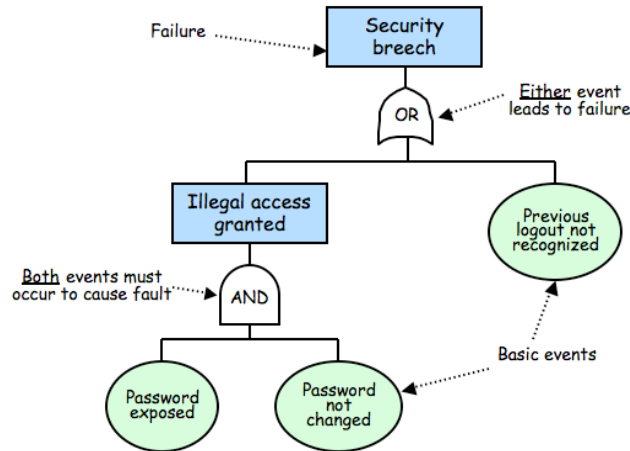 Failure
Security
breech
OR
Either event
leads to failure
Illegal access
granted
Previous
logout not
recognized
Both events must
occur to cause fault
AND
Basic events
Password
exposed
Password
not
changed